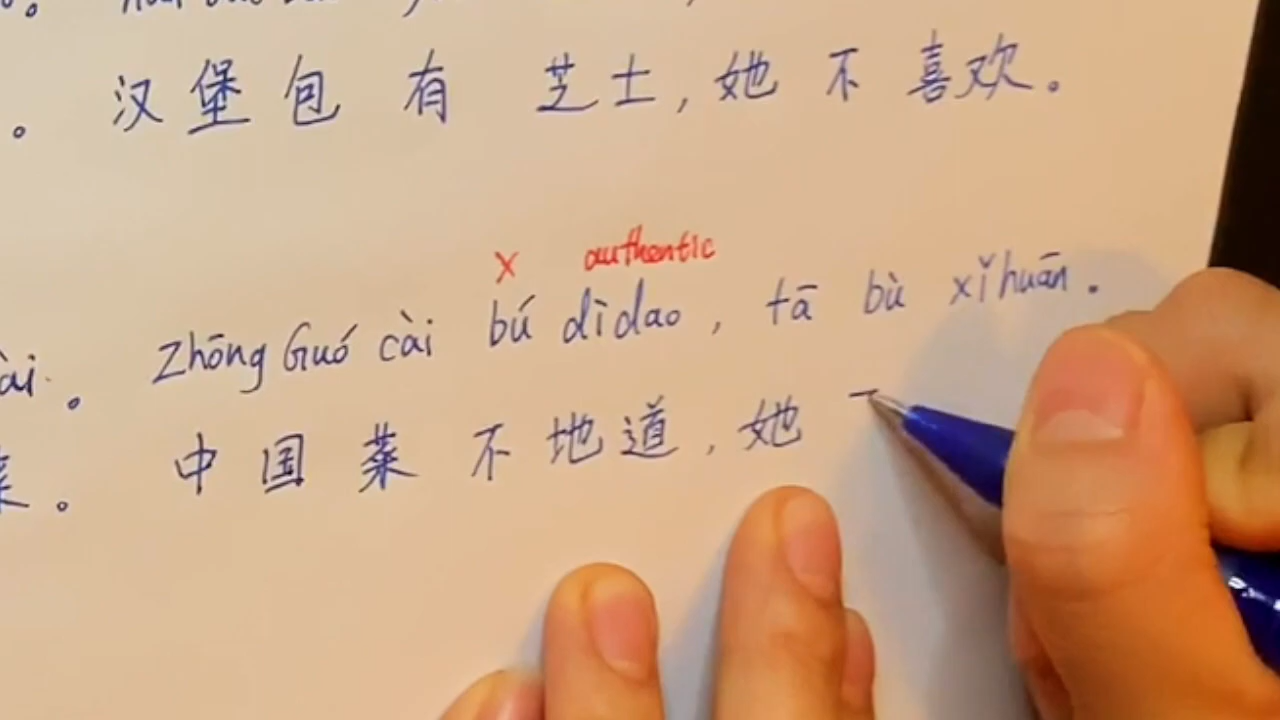 。 汉堡包 有 芝士,她 不 喜欢。
x authentic
ài. 。 Zhōng Guó cài bú dìdao , tā bù xǐhuān .
。 中国 菜 不 地道,她